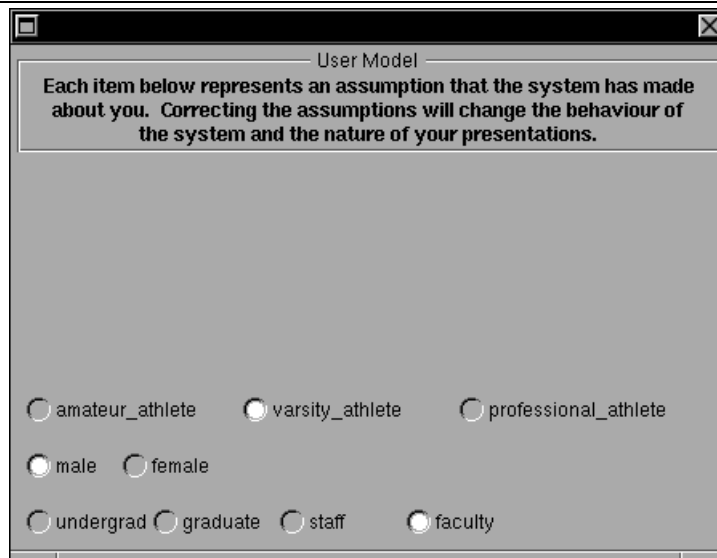 User Model
Each item below represents an assumption that the system has made
about you. Correcting the assumptions will change the behaviour of
the system and the nature of your presentations.
amateur_athlete varsity_athlete professional_athlete
male female
undergrad graduate staff faculty